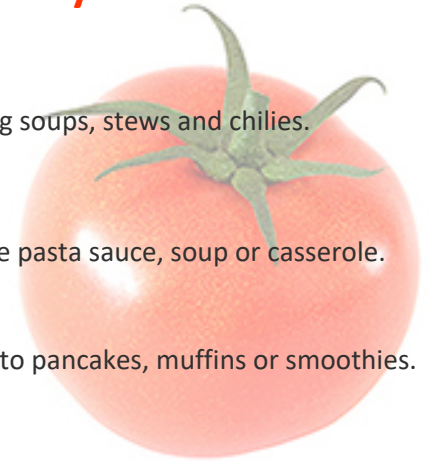 g soups, stews and chilies.
e pasta sauce, soup or casserole.
to pancakes, muffins or smoothies.